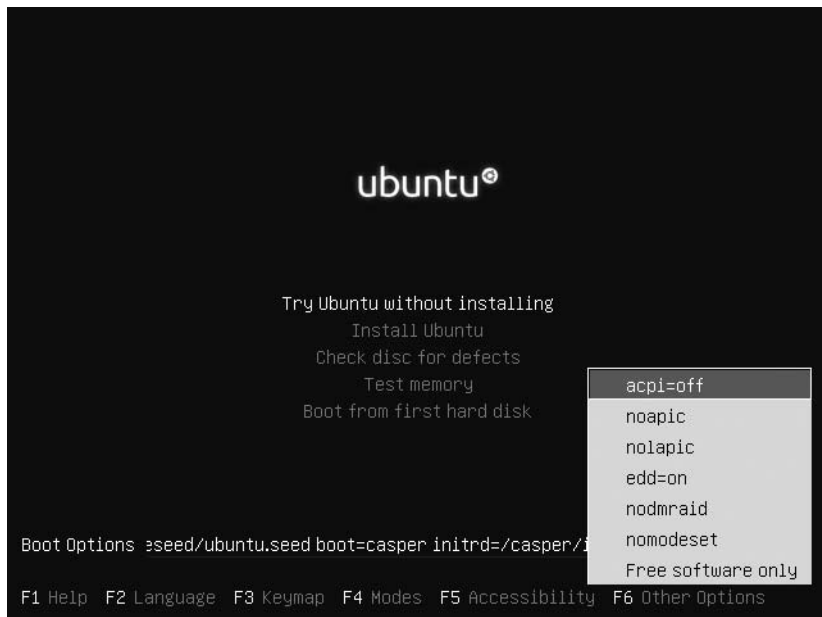 ubuntu
Try Ubuntu without installing
Install Ubuntu
Check disc for defects
Test memory
Boot from first hard disk
acpi=off
noapic
nolapic
edd=on
nodmraid
nomodeset
Free software only
Boot Options eseed/ubuntu.seed boot=casper initrd=/casper/i
F1 Help F2 Language F3 Keymap F4 Modes F5 Accessibility F6 Other Options